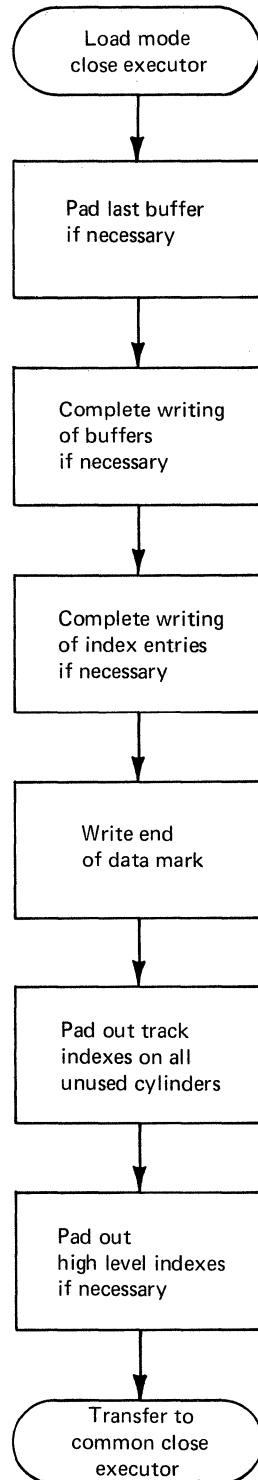 Load mode
close executor
Pad last buffer
if necessary
Complete writing
of buffers
if necessary
Complete writing
of index entries
if necessary
Write end
of data mark
Pad out track
indexes on all
unused cylinders
Pad out
high level indexes
if necessary
Transfer to
common close
executor